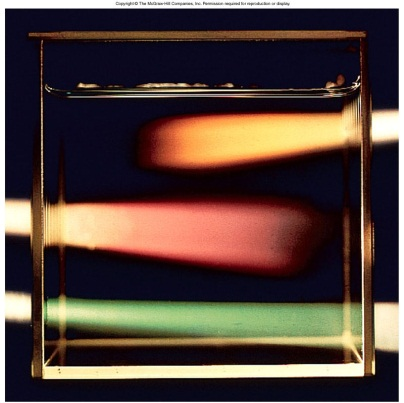 Copyright © The McGraw-Hill Companies, Inc. Permission required for reproduction or display.